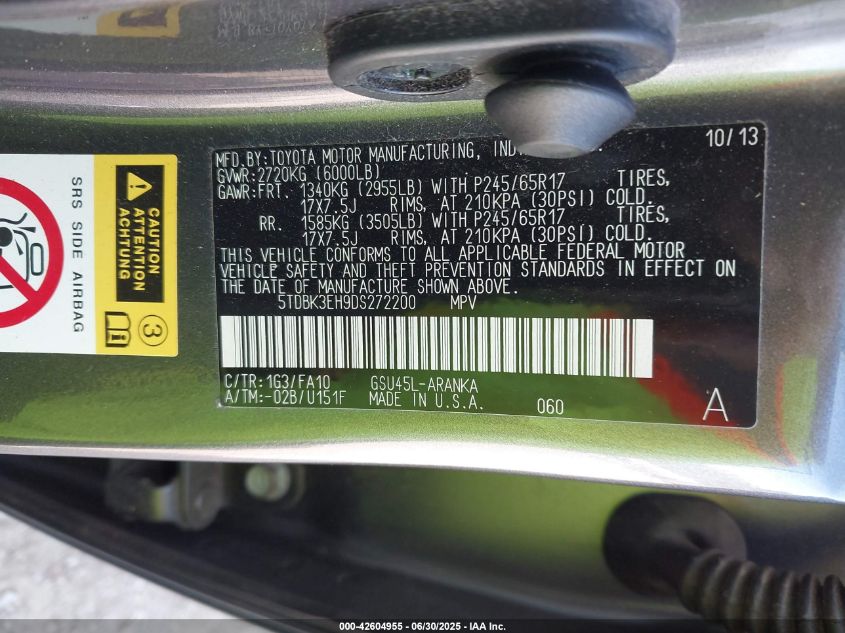 10/13
MFD.BY:TOYOTA MOTOR MANUFACTURING, IND
GVWR:2720KG (6000LB)
GAWR:FRT. 1340KG (2955LB) WITH P245/65R17 TIRES,
17X7.5J RIMS, AT 210KPA (30PSI) COLD.
RR. 1585KG (3505LB) WITH P245/65R17 TIRES,
17X7.5J RIMS, AT 210KPA (30PSI) COLD.
THIS VEHICLE CONFORMS TO ALL APPLICABLE FEDERAL MOTOR
VEHICLE SAFETY AND THEFT PREVENTION STANDARDS IN EFFECT ON
THE DATE OF MANUFACTURE SHOWN ABOVE.
5TDBK3EH9DS272200 MPV
C/TR:1G3/FA10 GSU45L-ARANKA
A/TM:-02B/U151F MADE IN U.S.A. 060 A
SRS SIDE AIRBAG
CAUTION
ATTENTION
ACHTUNG
3
000-42604955 - 06/30/2025 - IAA Inc.